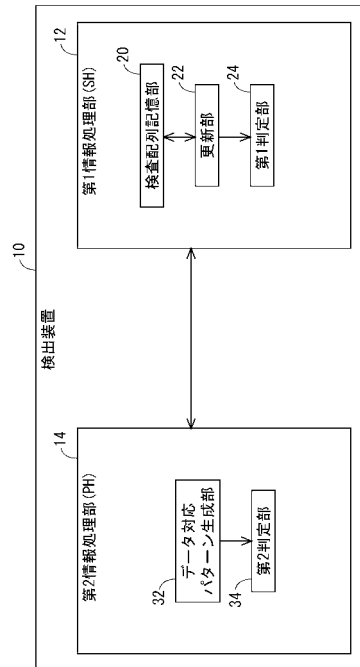 10
検出装置
14
第2情報処理部(PH)
32
データ対応
パターン生成部
34
第2判定部
12
第1情報処理部(SH)
20
検査配列記憶部
22
更新部
24
第1判定部